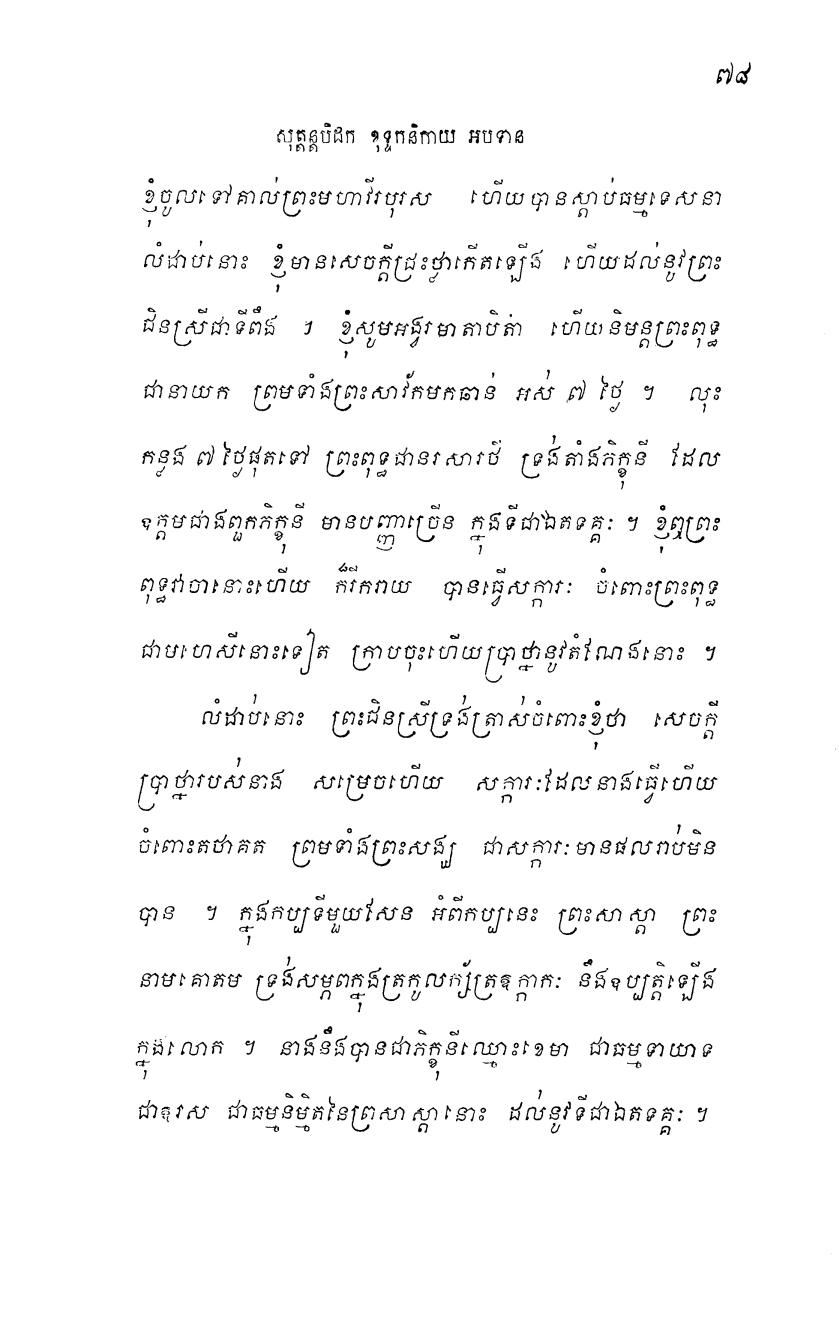 ៧៨
សុត្តន្តបិដក ខុទ្ទកនិកាយ អបទាន
ខ្ញុំចូលទៅគាល់ព្រះមហាវីរបុរស ហើយបានស្តាប់ធម្មទេសនា
លំដាប់នោះ ខ្ញុំមានសេចក្តីជ្រះថ្លាកើតឡើង ហើយដល់នូវព្រះ
ជិនស្រីជាទីពឹង ។ ខ្ញុំសូមអង្វរមាតាបិតា ហើយនិមន្តព្រះពុទ្ធ
ជានាយក ព្រមទាំងព្រះសាវ័កមកឆាន់ អស់ ៧ ថ្ងៃ ។ លុះ
កន្លង ៧ ថ្ងៃផុតទៅ ព្រះពុទ្ធជានរសារថី ទ្រង់តាំងភិក្ខុនី ដែល
ឧត្តមជាងពួកភិក្ខុនី មានបញ្ញាច្រើន ក្នុងទីជាឯតទគ្គៈ ។ ខ្ញុំឮព្រះ
ពុទ្ធវាចានោះហើយ ក៏រីករាយ បានធ្វើសក្ការៈ ចំពោះព្រះពុទ្ធ
ជាមហេសីនោះទៀត ក្រាបចុះហើយប្រាថ្នានូវតំណែងនោះ ។
លំដាប់នោះ ព្រះជិនស្រីទ្រង់ត្រាស់ចំពោះខ្ញុំថា សេចក្តី
ប្រាថ្នារបស់នាង សម្រេចហើយ សក្ការៈដែលនាងធ្វើហើយ
ចំពោះតថាគត ព្រមទាំងព្រះសង្ឃ ជាសក្ការៈមានផលរាប់មិន
បាន ។ ក្នុងកប្បទីមួយសែន អំពីកប្បនេះ ព្រះសាស្តា ព្រះ
នាមគោតម ទ្រង់សម្ភពក្នុងត្រកូលក្ស័ត្រឧក្កាកៈ នឹងឧប្បត្តិឡើង
ក្នុងលោក ។ នាងនឹងបានជាភិក្ខុនីឈ្មោះខេមា ជាធម្មទាយាទ
ជាឱរស ជាធម្មនិម្មិតនៃព្រះសាស្តានោះ ដល់នូវទីជាឯតទគ្គៈ ។